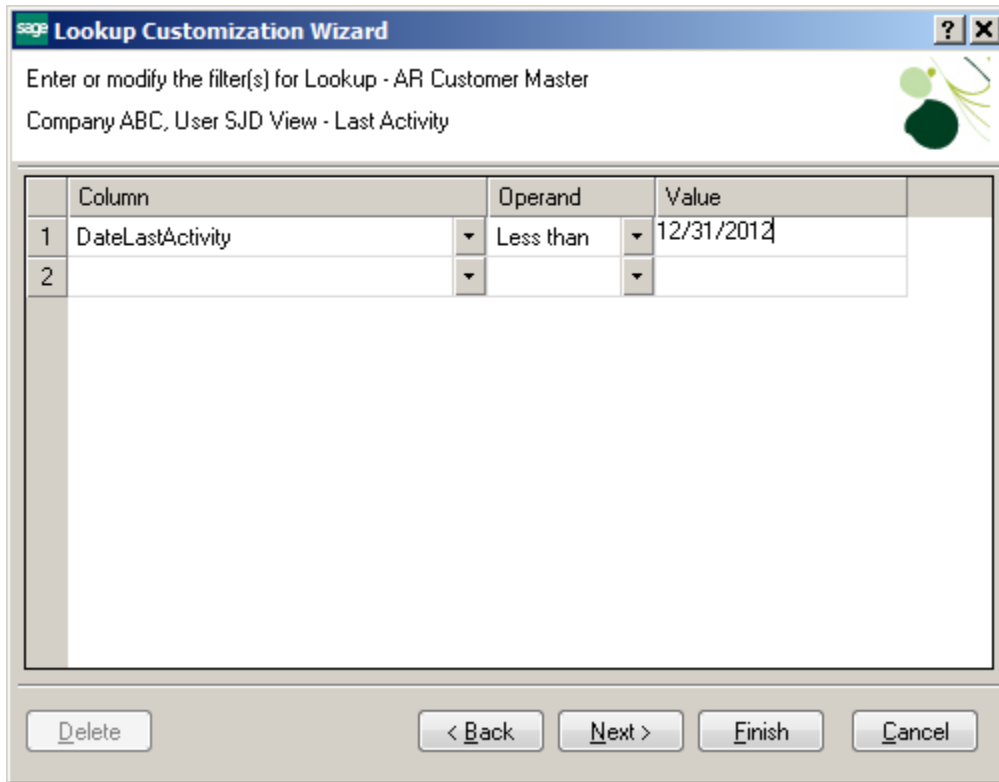 sage Lookup Customization Wizard ? X
Enter or modify the filter(s) for Lookup - AR Customer Master
Company ABC, User SJD View - Last Activity
Column Operand Value
1 DateLastActivity Less than 12/31/2012
2
Delete < Back Next > Finish Cancel